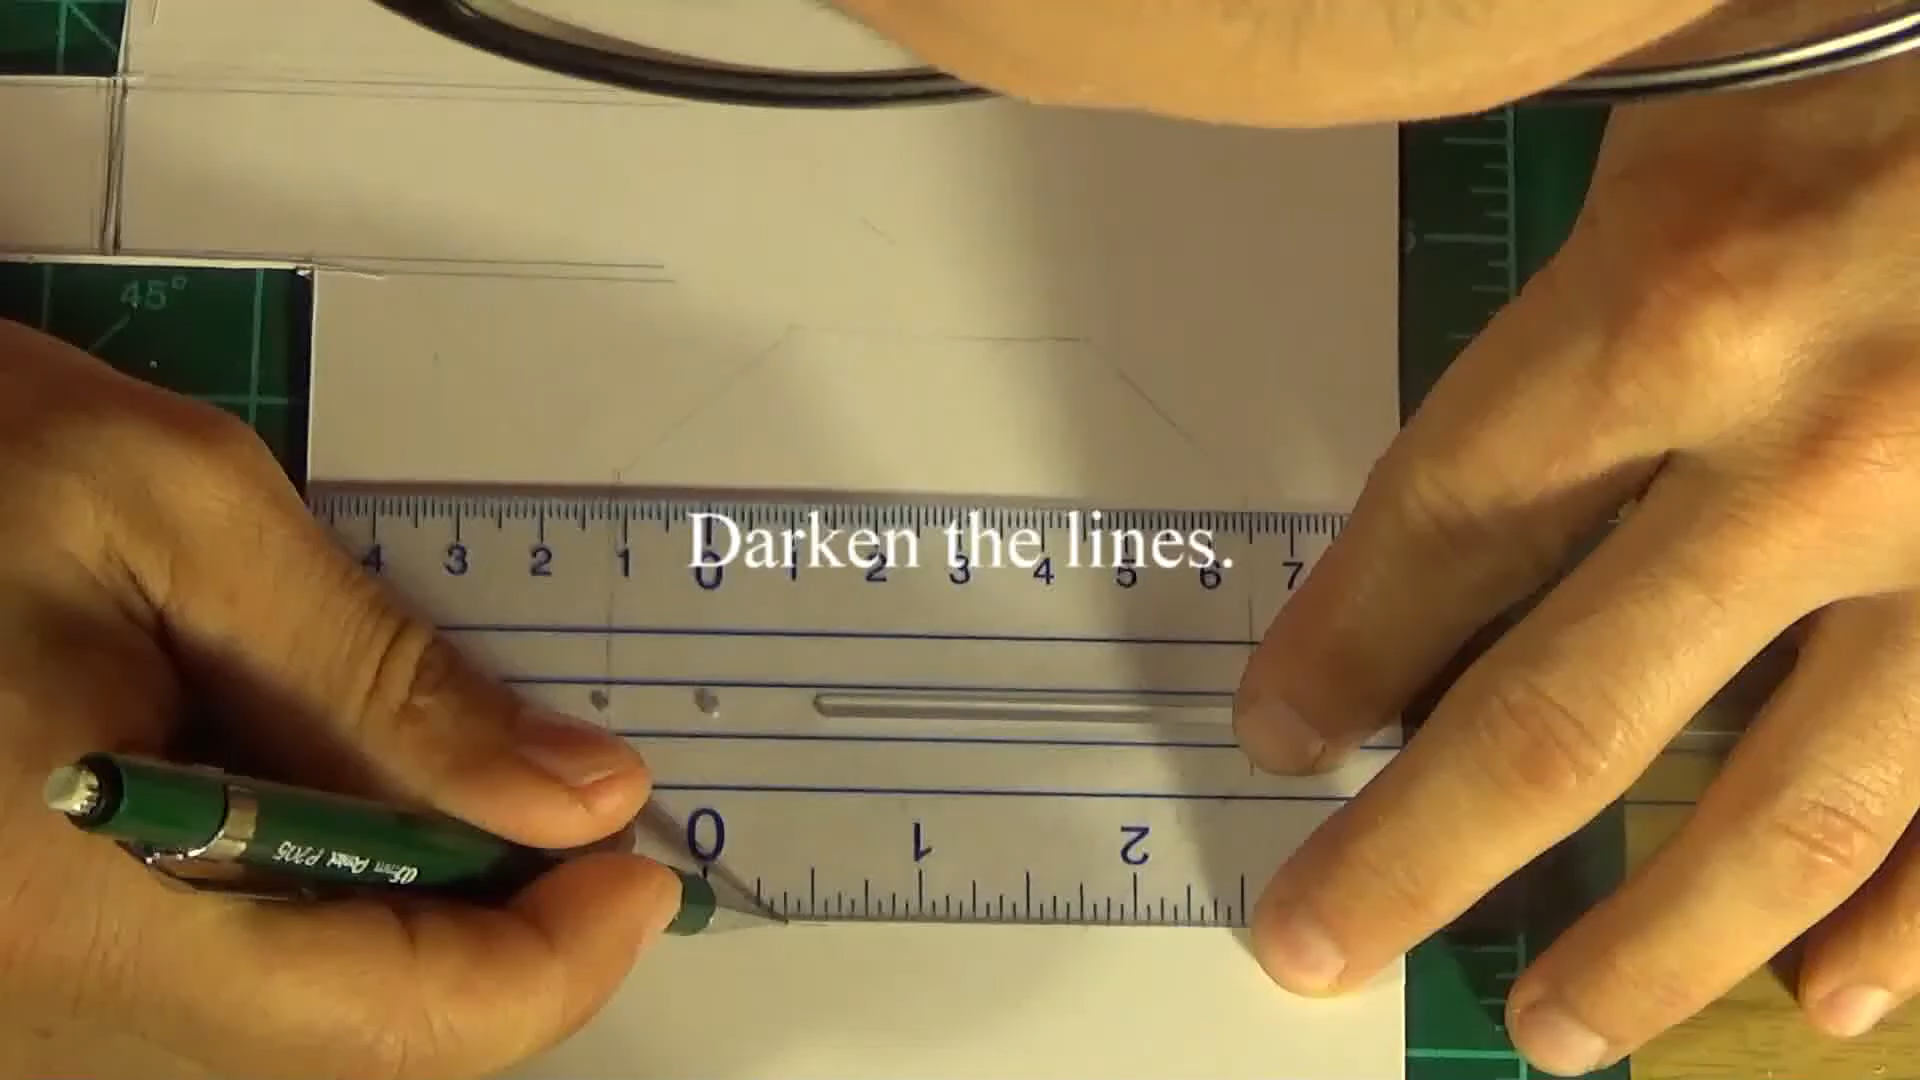 45°
Darken the lines.
4 3 2 1 0 1 2 3 4 5 6 7
0 1 2
0.5mm Pentel P205